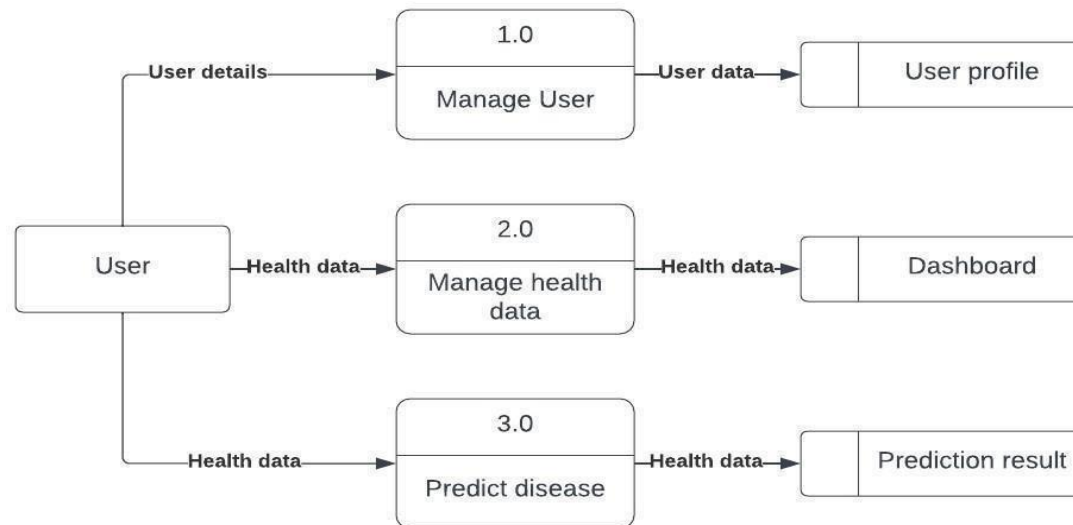 1.0
User details
Manage User
User data
User profile
User
Health data
2.0
Manage health
data
Health data
Dashboard
Health data
3.0
Predict disease
Health data
Prediction result